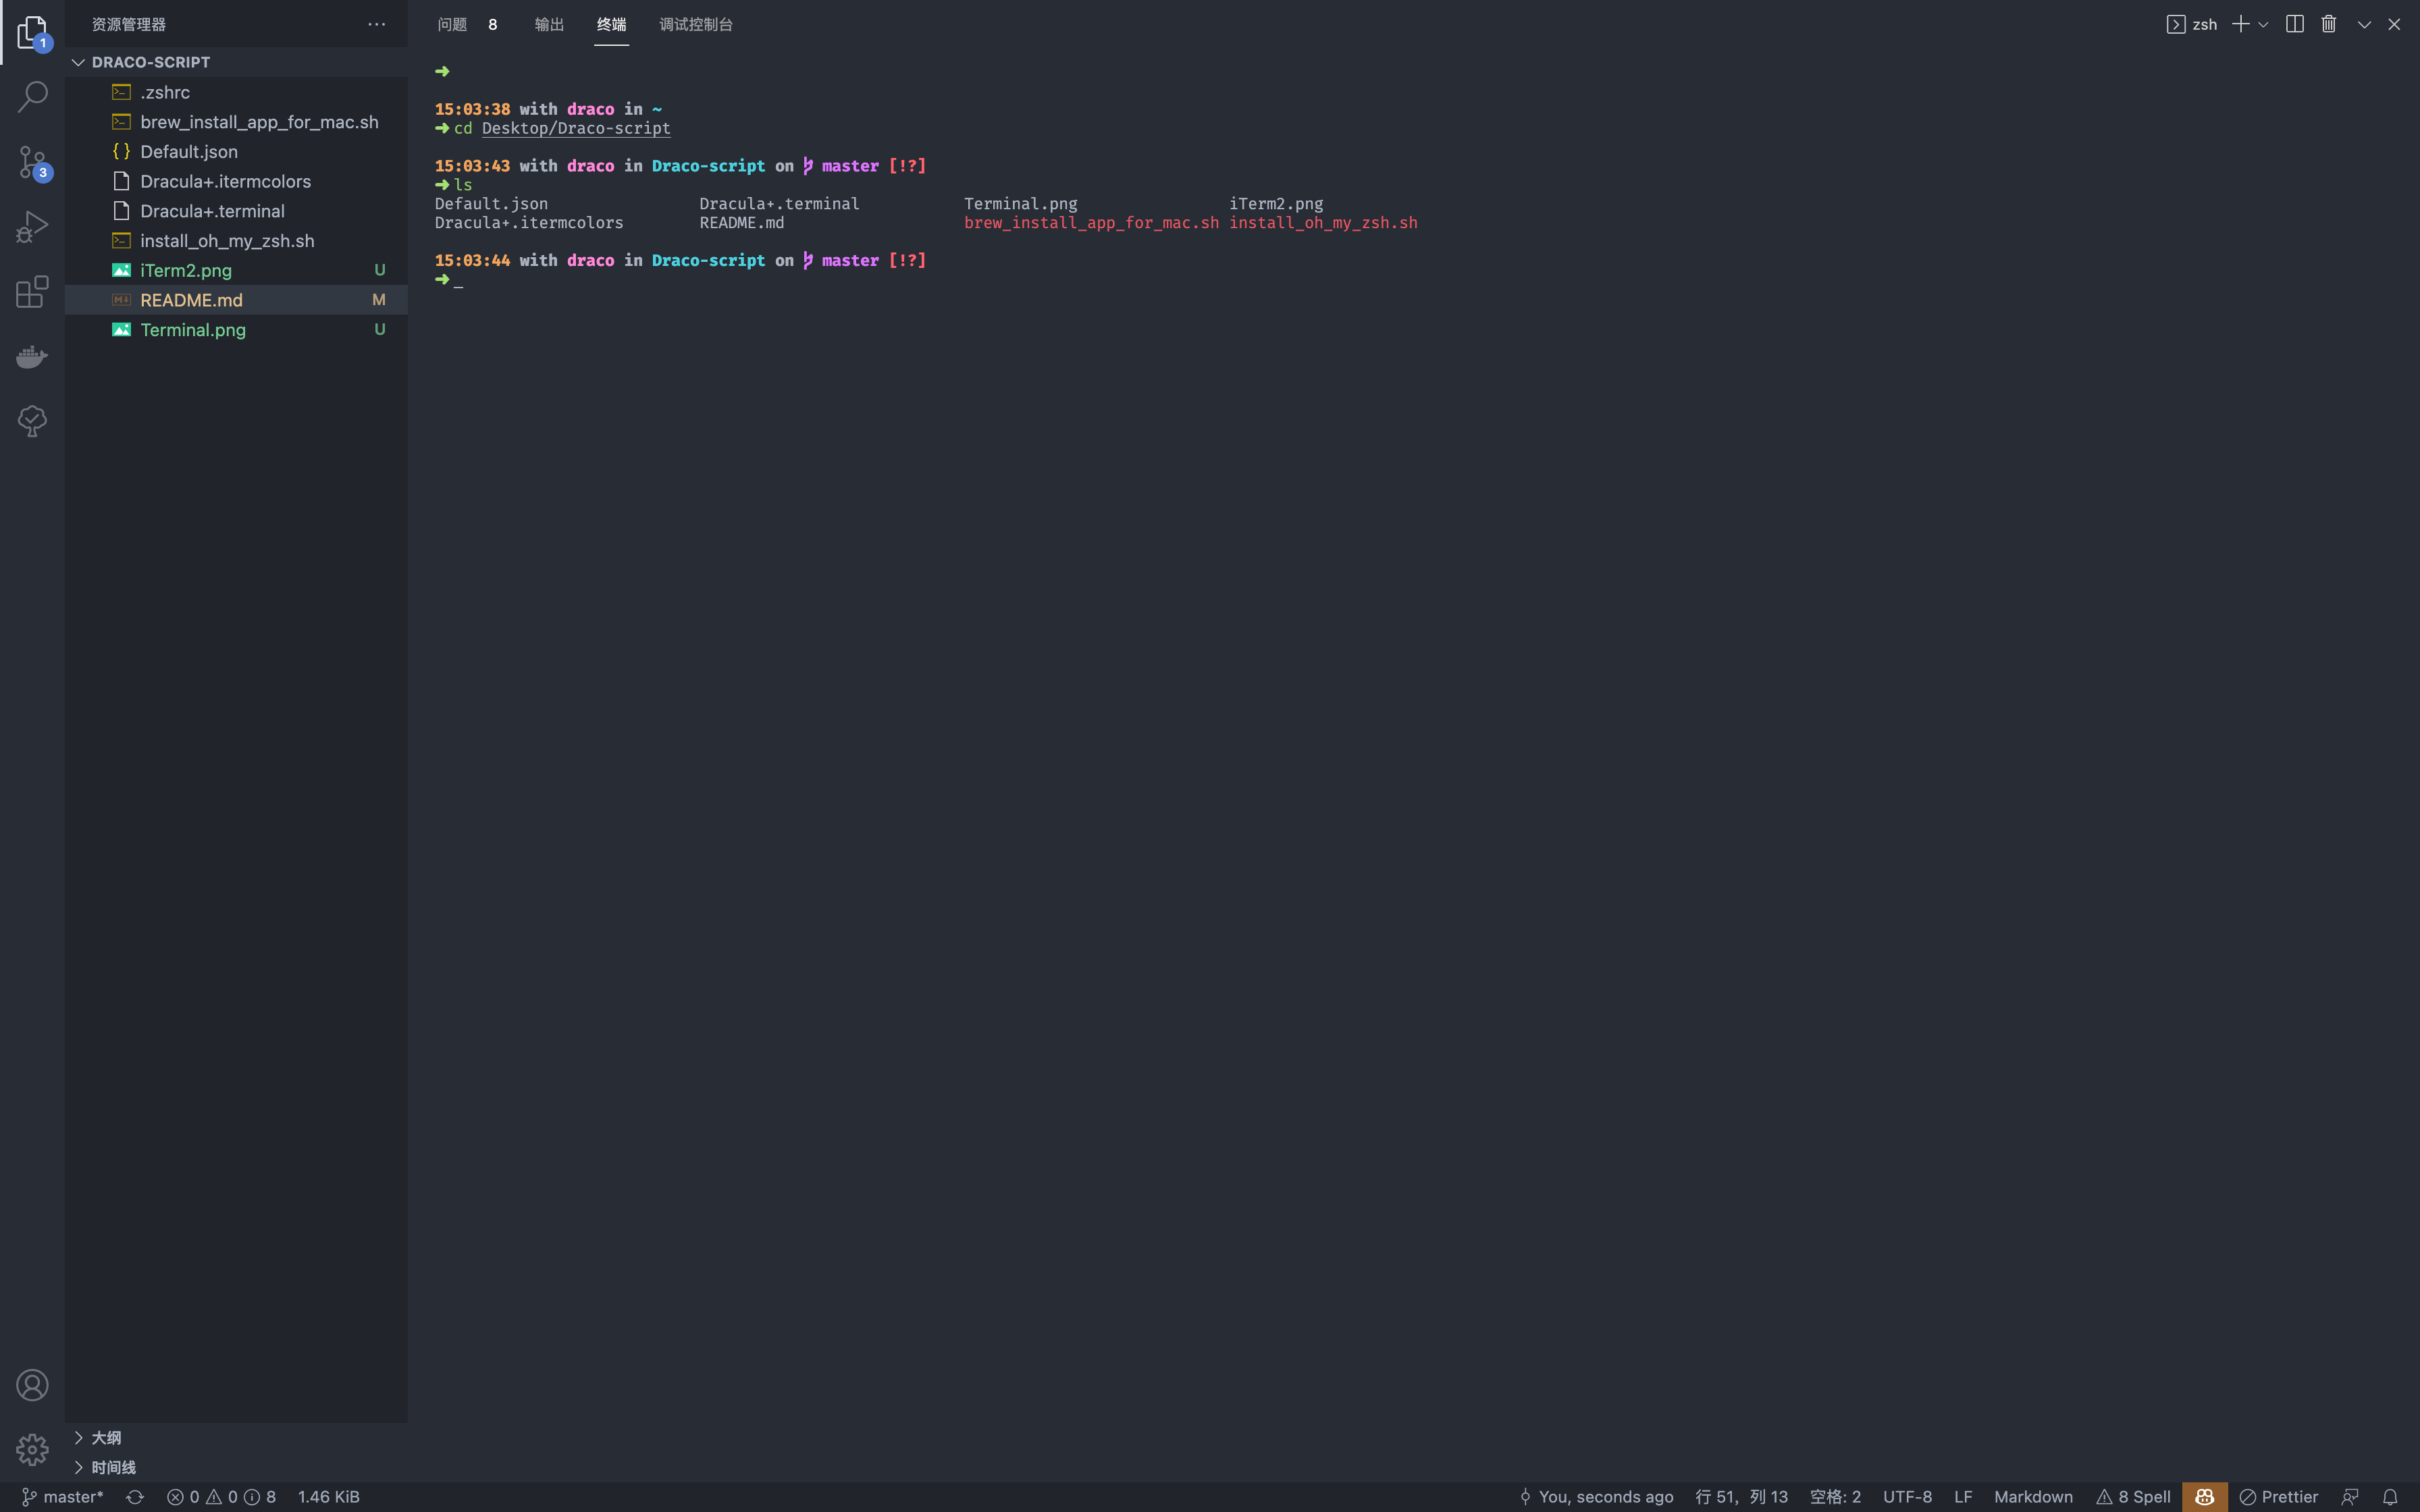 资源管理器
1
DRACO-SCRIPT
.zshrc
brew_install_app_for_mac.sh
Default.json
Dracula+.itermcolors
3
Dracula+.terminal
install_oh_my_zsh.sh
iTerm2.png U
README.md M
Terminal.png U
大纲
时间线
问题 8 输出 终端 调试控制台 zsh
➜
15:03:38 with draco in ~
➜ cd Desktop/Draco-script
15:03:43 with draco in Draco-script on master [!?]
➜ ls
Default.json Dracula+.terminal Terminal.png iTerm2.png
Dracula+.itermcolors README.md brew_install_app_for_mac.sh install_oh_my_zsh.sh
15:03:44 with draco in Draco-script on master [!?]
➜ _
master* 0 0 8 1.46 KiB You, seconds ago 行 51，列 13 空格: 2 UTF-8 LF Markdown 8 Spell Prettier